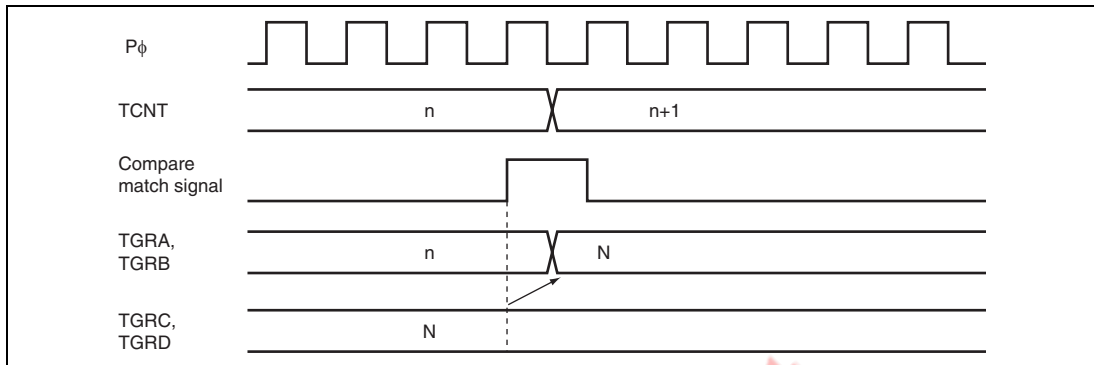 Pϕ
TCNT n n+1
Compare
match signal
TGRA,
TGRB n N
TGRC,
TGRD N